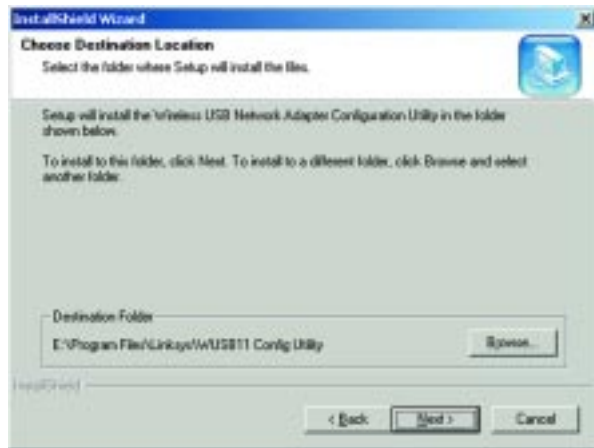 InstallShield Wizard
Choose Destination Location
Select the folder where Setup will install the files.
Setup will install the Wireless USB Network Adapter Configuration Utility in the folder
shown below.
To install to this folder, click Next. To install to a different folder, click Browse and select
another folder.
Destination Folder
E:\Program Files\Linksys\WUSB11 Config Utility
Browse...
InstallShield
< Back
Next >
Cancel